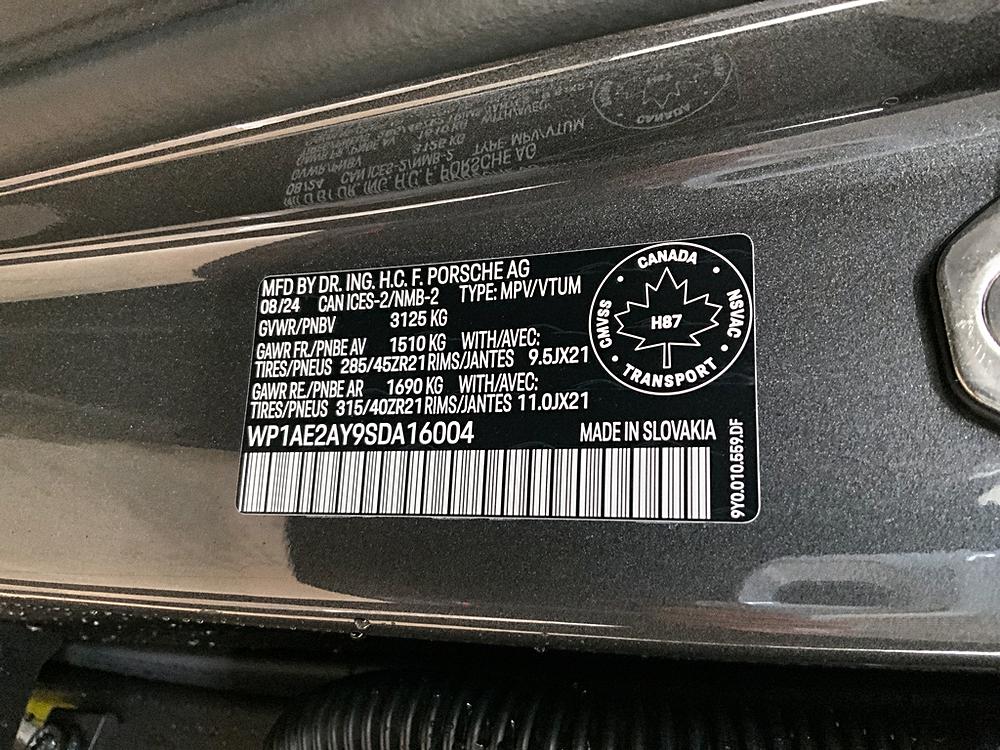 MFD BY DR. ING. H.C. F. PORSCHE AG
08/24 CAN ICES-2/NMB-2 TYPE: MPV/VTUM
GVWR/PNBV 3125 KG
GAWR FR./PNBE AV 1510 KG WITH/AVEC:
TIRES/PNEUS 285/45ZR21 RIMS/JANTES 9.5JX21
GAWR RE./PNBE AR 1690 KG WITH/AVEC:
TIRES/PNEUS 315/40ZR21 RIMS/JANTES 11.0JX21
WP1AE2AY9SDA16004 MADE IN SLOVAKIA
CANADA
CMVSS
H87
NSVAC
TRANSPORT
9Y0.010.559.DF